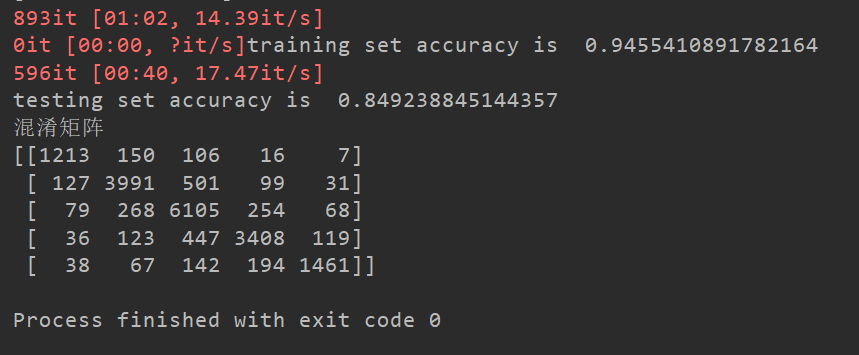 893it [01:02, 14.39it/s]
0it [00:00, ?it/s]training set accuracy is  0.9455410891782164
596it [00:40, 17.47it/s]
testing set accuracy is  0.849238845144357
混淆矩阵
[[1213  150  106   16    7]
 [ 127 3991  501   99   31]
 [  79  268 6105  254   68]
 [  36  123  447 3408  119]
 [  38   67  142  194 1461]]
Process finished with exit code 0